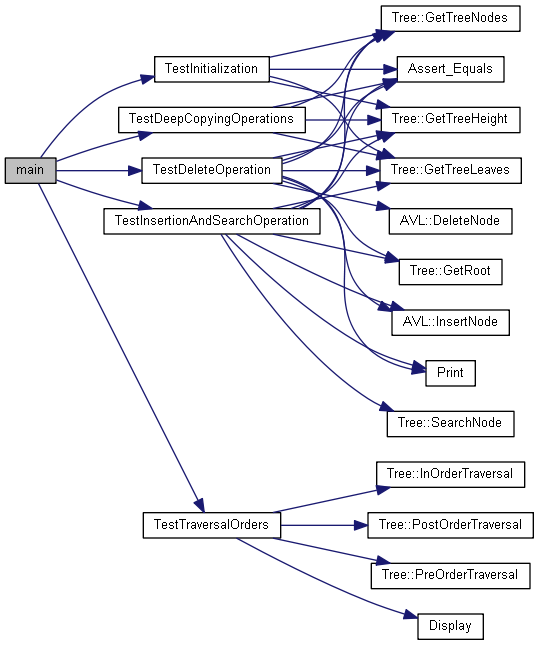 main
TestInitialization
TestDeepCopyingOperations
TestDeleteOperation
TestInsertionAndSearchOperation
TestTraversalOrders
Tree::GetTreeNodes
Assert_Equals
Tree::GetTreeHeight
Tree::GetTreeLeaves
AVL::DeleteNode
Tree::GetRoot
AVL::InsertNode
Print
Tree::SearchNode
Tree::InOrderTraversal
Tree::PostOrderTraversal
Tree::PreOrderTraversal
Display